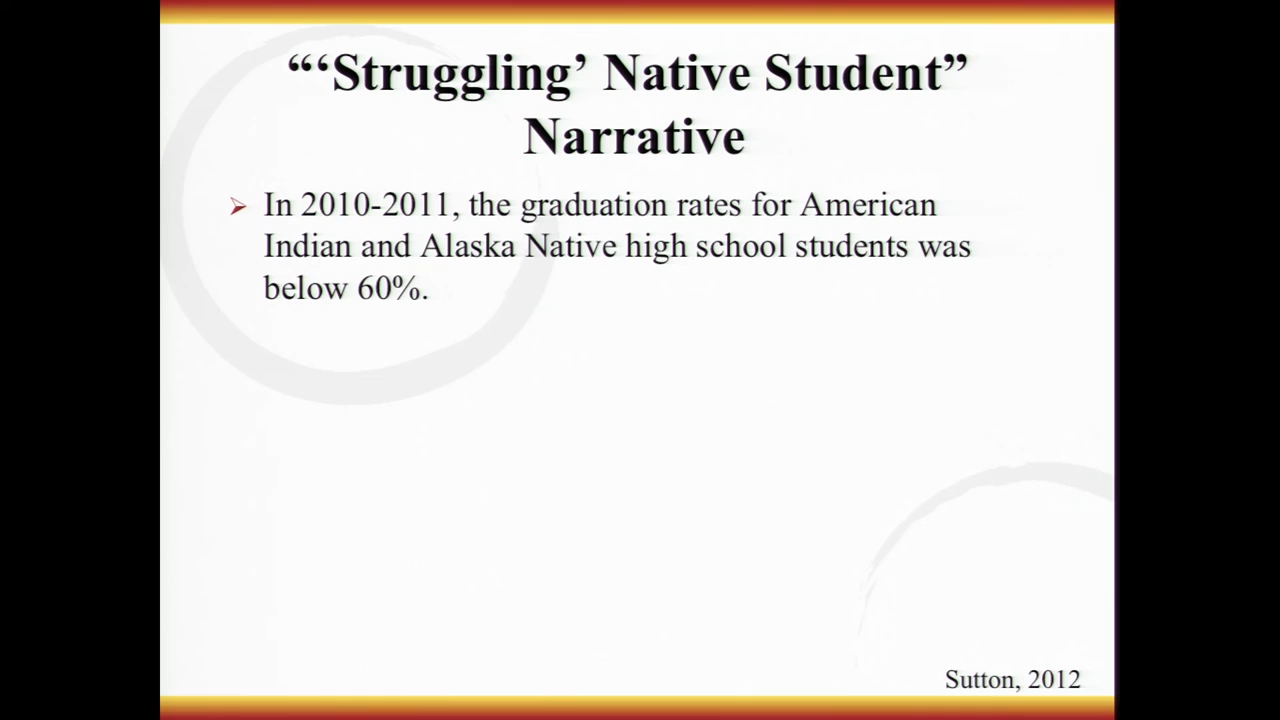 “‘Struggling’ Native Student”
Narrative
In 2010-2011, the graduation rates for American
Indian and Alaska Native high school students was
below 60%.
Sutton, 2012